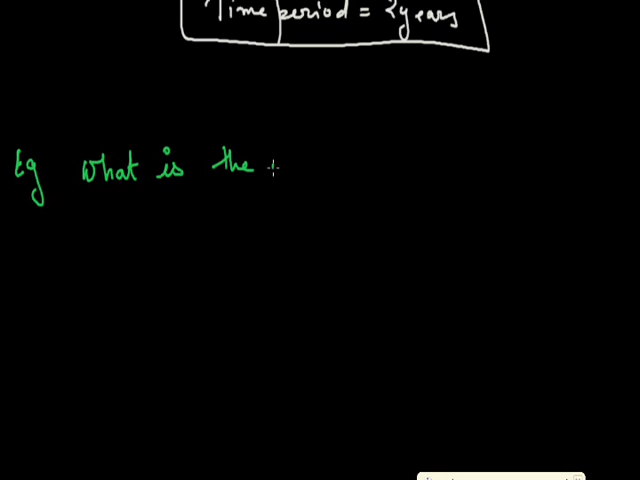 Time period = 2 years
Eg What is the